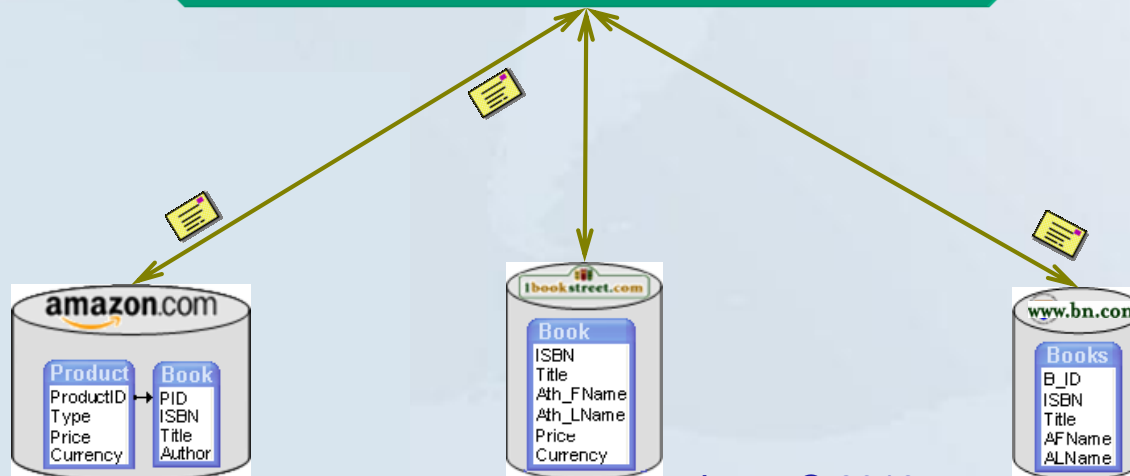 amazon.com
Product
ProductID
Type
Price
Currency
Book
PID
ISBN
Title
Author
1bookstreet.com
Book
ISBN
Title
Ath_FName
Ath_LName
Price
Currency
www.bn.com
Books
B_ID
ISBN
Title
AFName
ALName